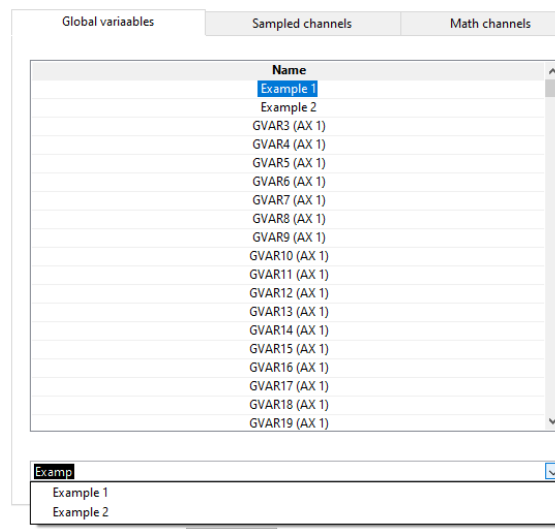 Global variaables Sampled channels Math channels
Name
Example 1
Example 2
GVAR3 (AX 1)
GVAR4 (AX 1)
GVAR5 (AX 1)
GVAR6 (AX 1)
GVAR7 (AX 1)
GVAR8 (AX 1)
GVAR9 (AX 1)
GVAR10 (AX 1)
GVAR11 (AX 1)
GVAR12 (AX 1)
GVAR13 (AX 1)
GVAR14 (AX 1)
GVAR15 (AX 1)
GVAR16 (AX 1)
GVAR17 (AX 1)
GVAR18 (AX 1)
GVAR19 (AX 1)
Examp
Example 1
Example 2